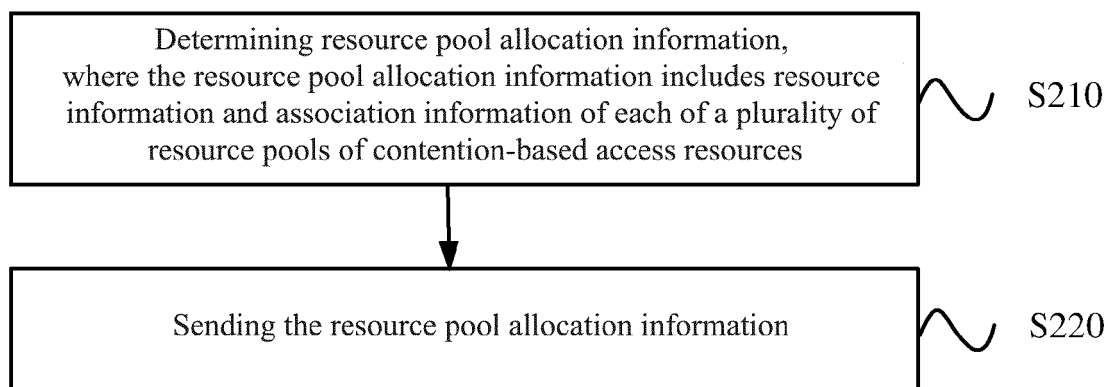 Determining resource pool allocation information,
where the resource pool allocation information includes resource
information and association information of each of a plurality of
resource pools of contention-based access resources
S210
Sending the resource pool allocation information
S220